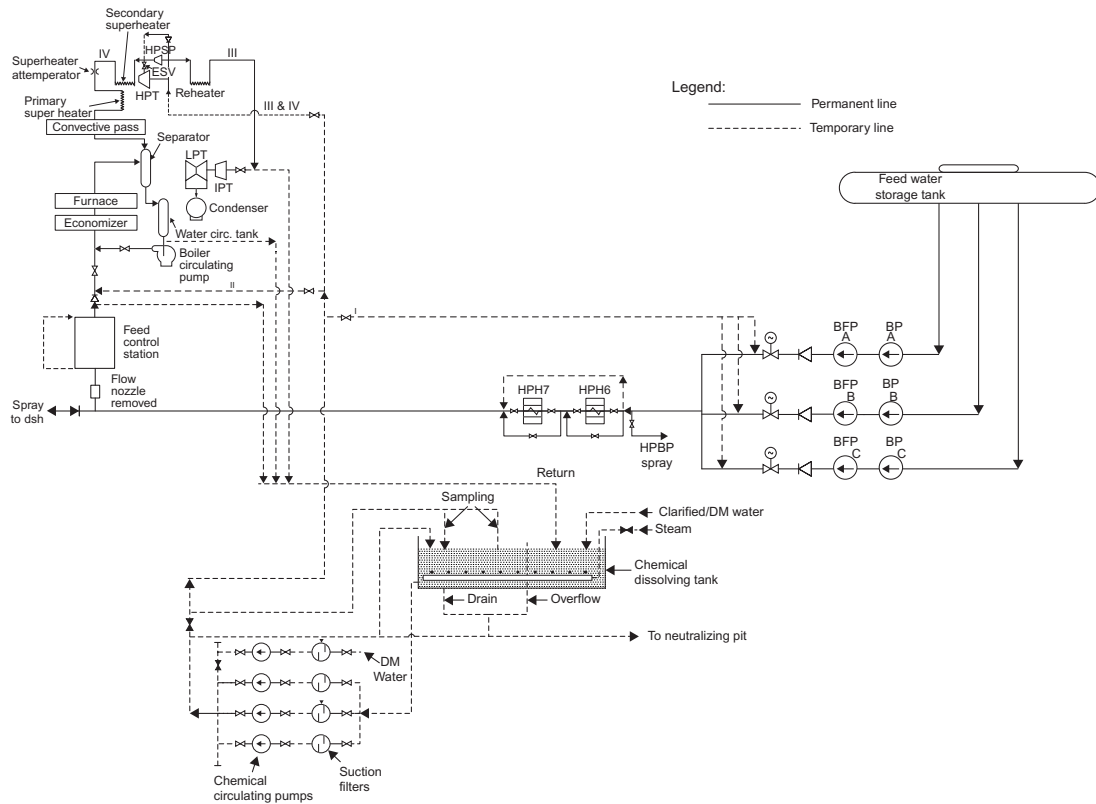 Secondary
superheater
IV
HPSP
III
Superheater
attemperator
ESV
HPT
Reheater
Primary
super heater
III & IV
Convective pass
Separator
LPT
IPT
Furnace
Condenser
Economizer
Water circ. tank
Boiler
circulating
pump
II
I
Feed
control
station
Flow
nozzle
removed
Spray
to dsh
Legend:
Permanent line
Temporary line
Feed water
storage tank
BFP
A
BP
A
HPH7
HPH6
BFP
B
BP
B
HPBP
spray
BFP
C
BP
C
Return
Sampling
Clarified/DM water
Steam
Chemical
dissolving tank
Drain
Overflow
To neutralizing pit
DM
Water
Chemical
circulating pumps
Suction
filters